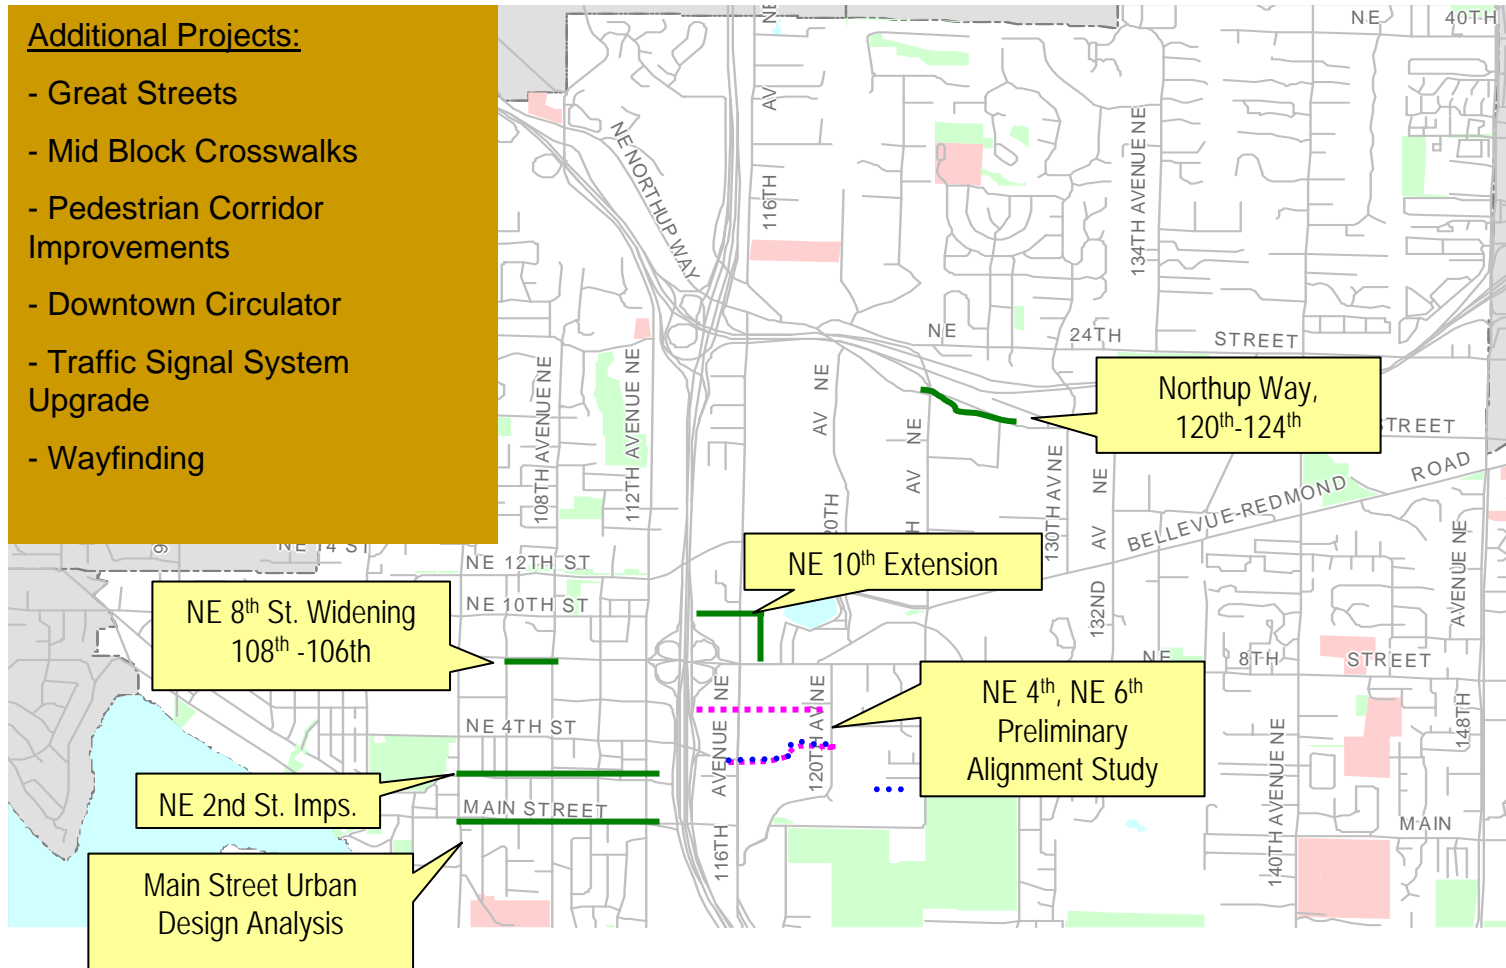 Additional Projects:
- Great Streets
- Mid Block Crosswalks
- Pedestrian Corridor
Improvements
- Downtown Circulator
- Traffic Signal System
Upgrade
- Wayfinding
NE
40TH
NE
AV
116TH
NE NORTHUP WAY
134TH AVENUE NE
NE
24TH
STREET
Northup Way,
120th-124th
STREET
108TH AVENUE NE
112TH AVENUE NE
AV NE
AV NE
130TH AV NE
132ND AV NE
BELLEVUE-REDMOND
ROAD
AVENUE NE
148TH
NE 14 ST
NE 12TH ST
NE 10TH ST
NE 10th Extension
NE 8th St. Widening
108th -106th
NE
8TH
STREET
NE 4th, NE 6th
Preliminary
Alignment Study
NE 4TH ST
116TH AVENUE NE
120TH AV NE
140TH AVENUE NE
NE 2nd St. Imps.
MAIN STREET
MAIN
Main Street Urban
Design Analysis